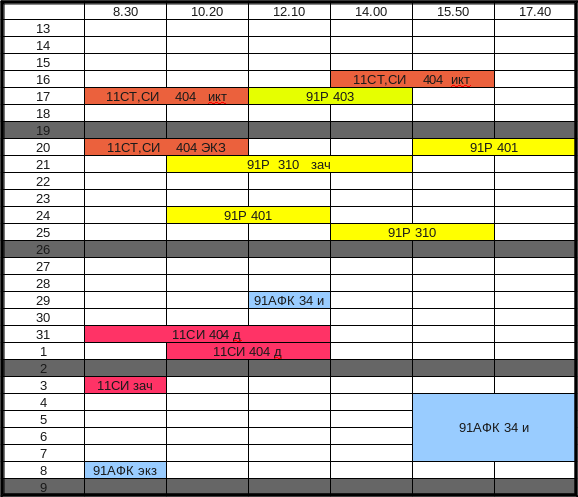 8.30 10.20 12.10 14.00 15.50 17.40
13
14
15
16 11СТ,СИ 404 икт
17 11СТ,СИ 404 икт 91Р 403
18
19
20 11СТ,СИ 404 ЭКЗ 91Р 401
21 91Р 310 зач
22
23
24 91Р 401
25 91Р 310
26
27
28
29 91АФК 34 и
30
31 11СИ 404 д
1 11СИ 404 д
2
3 11СИ зач
4
5
91АФК 34 и
6
7
8 91АФК экз
9